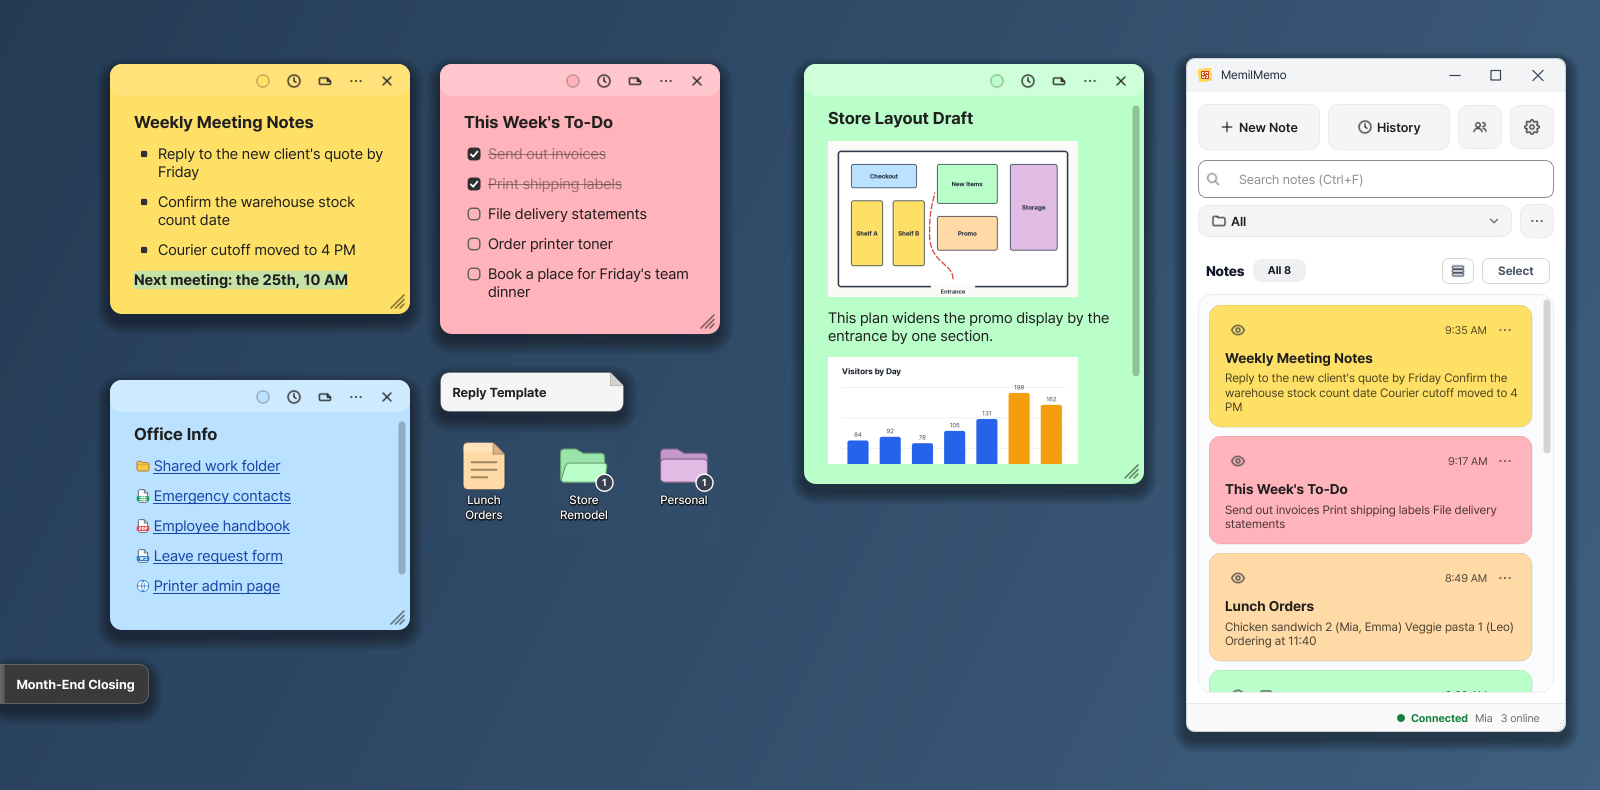 Weekly Meeting Notes
Reply to the new client's quote by
Friday
Confirm the warehouse stock
count date
Courier cutoff moved to 4 PM
Next meeting: the 25th, 10 AM
This Week's To-Do
Send out invoices
Print shipping labels
File delivery statements
Order printer toner
Book a place for Friday's team
dinner
Office Info
Shared work folder
Emergency contacts
Employee handbook
Leave request form
Printer admin page
Reply Template
Lunch
Orders
1
Store
Remodel
1
Personal
Month-End Closing
Store Layout Draft
Checkout
New Items
Storage
Shelf A
Shelf B
Promo
Entrance
This plan widens the promo display by the
entrance by one section.
Visitors by Day
84
92
78
105
131
188
162
MemilMemo
New Note
History
Search notes (Ctrl+F)
All
Notes
All 8
Select
9:35 AM
Weekly Meeting Notes
Reply to the new client's quote by Friday Confirm the
warehouse stock count date Courier cutoff moved to 4
PM
9:17 AM
This Week's To-Do
Send out invoices Print shipping labels File delivery
statements
8:49 AM
Lunch Orders
Chicken sandwich 2 (Mia, Emma) Veggie pasta 1 (Leo)
Ordering at 11:40
Connected Mia 3 online